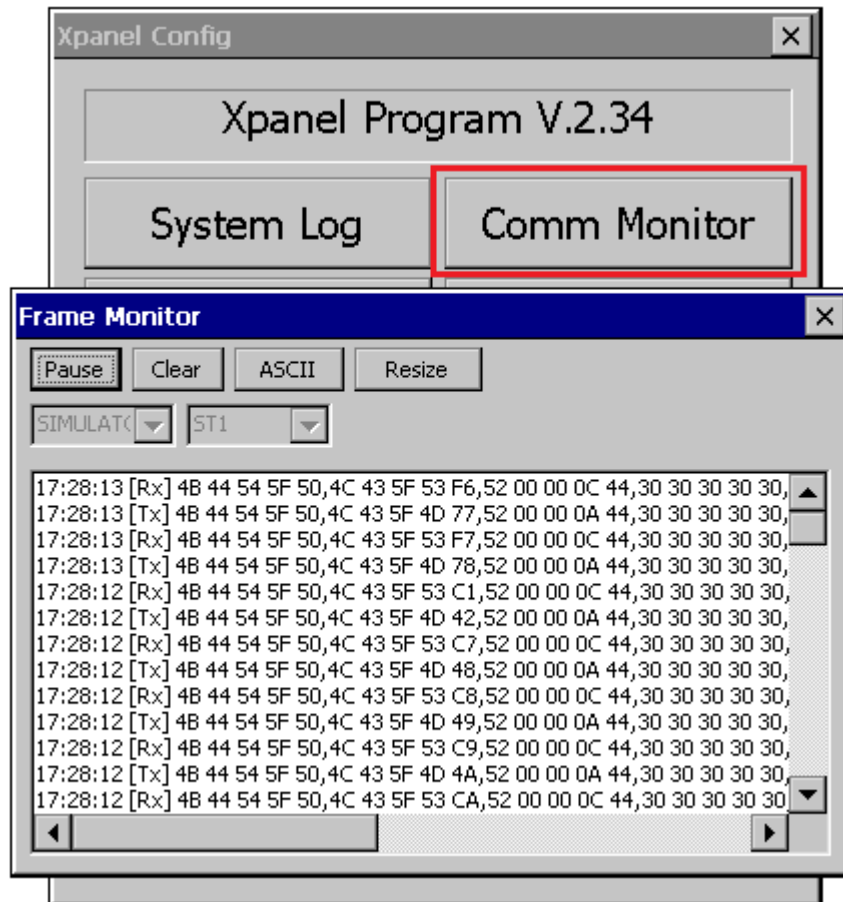 Xpanel Config
Xpanel Program V.2.34
System Log
Comm Monitor
Frame Monitor
Pause
Clear
ASCII
Resize
SIMULAT
ST1
17:28:13 [Rx] 4B 44 54 5F 50,4C 43 5F 53 F6,52 00 00 0C 44,30 30 30 30 30,
17:28:13 [Tx] 4B 44 54 5F 50,4C 43 5F 4D 77,52 00 00 0A 44,30 30 30 30 30,
17:28:13 [Rx] 4B 44 54 5F 50,4C 43 5F 53 F7,52 00 00 0C 44,30 30 30 30 30,
17:28:13 [Tx] 4B 44 54 5F 50,4C 43 5F 4D 78,52 00 00 0A 44,30 30 30 30 30,
17:28:12 [Rx] 4B 44 54 5F 50,4C 43 5F 53 C1,52 00 00 0C 44,30 30 30 30 30,
17:28:12 [Tx] 4B 44 54 5F 50,4C 43 5F 4D 42,52 00 00 0A 44,30 30 30 30 30,
17:28:12 [Rx] 4B 44 54 5F 50,4C 43 5F 53 C7,52 00 00 0C 44,30 30 30 30 30,
17:28:12 [Tx] 4B 44 54 5F 50,4C 43 5F 4D 48,52 00 00 0A 44,30 30 30 30 30,
17:28:12 [Rx] 4B 44 54 5F 50,4C 43 5F 53 C8,52 00 00 0C 44,30 30 30 30 30,
17:28:12 [Tx] 4B 44 54 5F 50,4C 43 5F 4D 49,52 00 00 0A 44,30 30 30 30 30,
17:28:12 [Rx] 4B 44 54 5F 50,4C 43 5F 53 C9,52 00 00 0C 44,30 30 30 30 30,
17:28:12 [Tx] 4B 44 54 5F 50,4C 43 5F 4D 4A,52 00 00 0A 44,30 30 30 30 30,
17:28:12 [Rx] 4B 44 54 5F 50,4C 43 5F 53 CA,52 00 00 0C 44,30 30 30 30 30